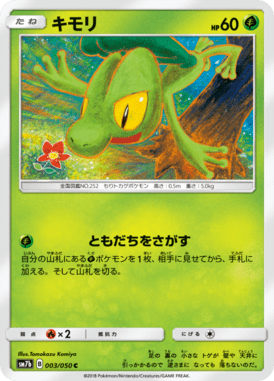 たね キモリ HP60
全国図鑑NO.252 もりトカゲポケモン 高さ：0.5m 重さ：5.0kg
ともだちをさがす
自分の山札にあるポケモンを1枚、相手に見せてから、手札に
加える。そして山札を切る。
弱点 ×2 抵抗力 にげる
Illus. Tomokazu Komiya
足の 裏の 小さな トゲが 壁や 天井に
引っかかるので 逆さまに なっても 落ちないのだ。
SM7b 003/050 C
©2018 Pokémon/Nintendo/Creatures/GAME FREAK.